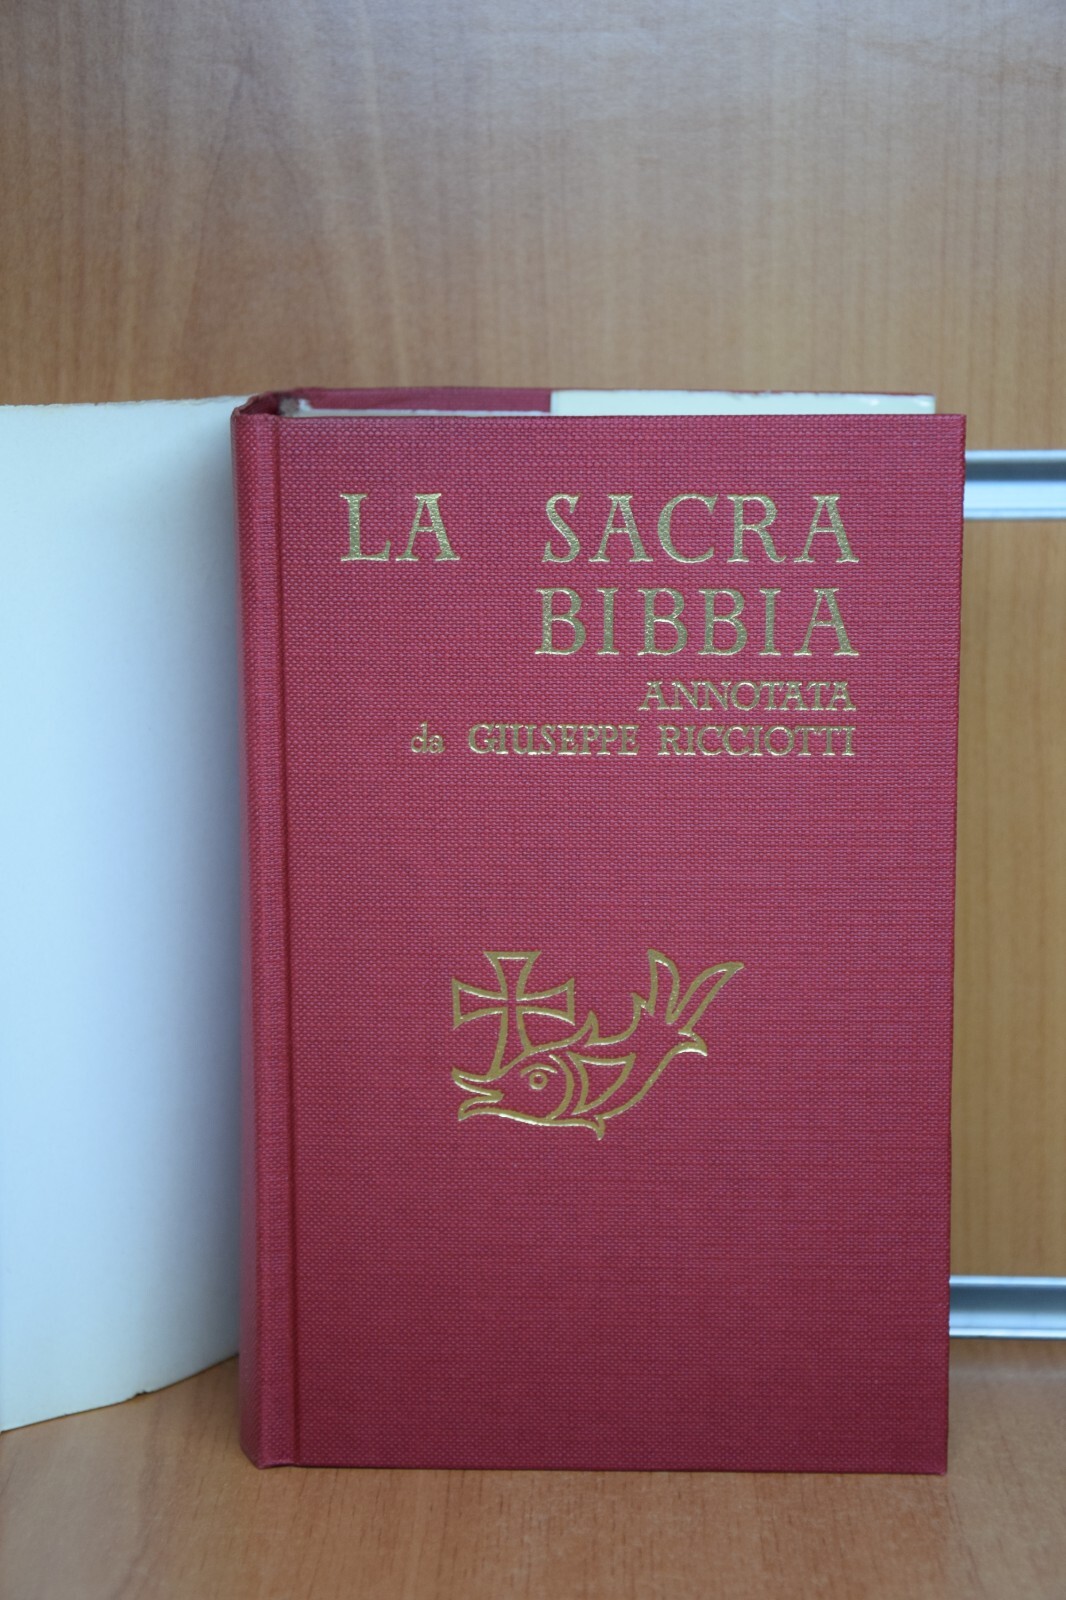 LA SACRA
BIBBIA
ANNOTATA
da GIUSEPPE RICCIOTTI